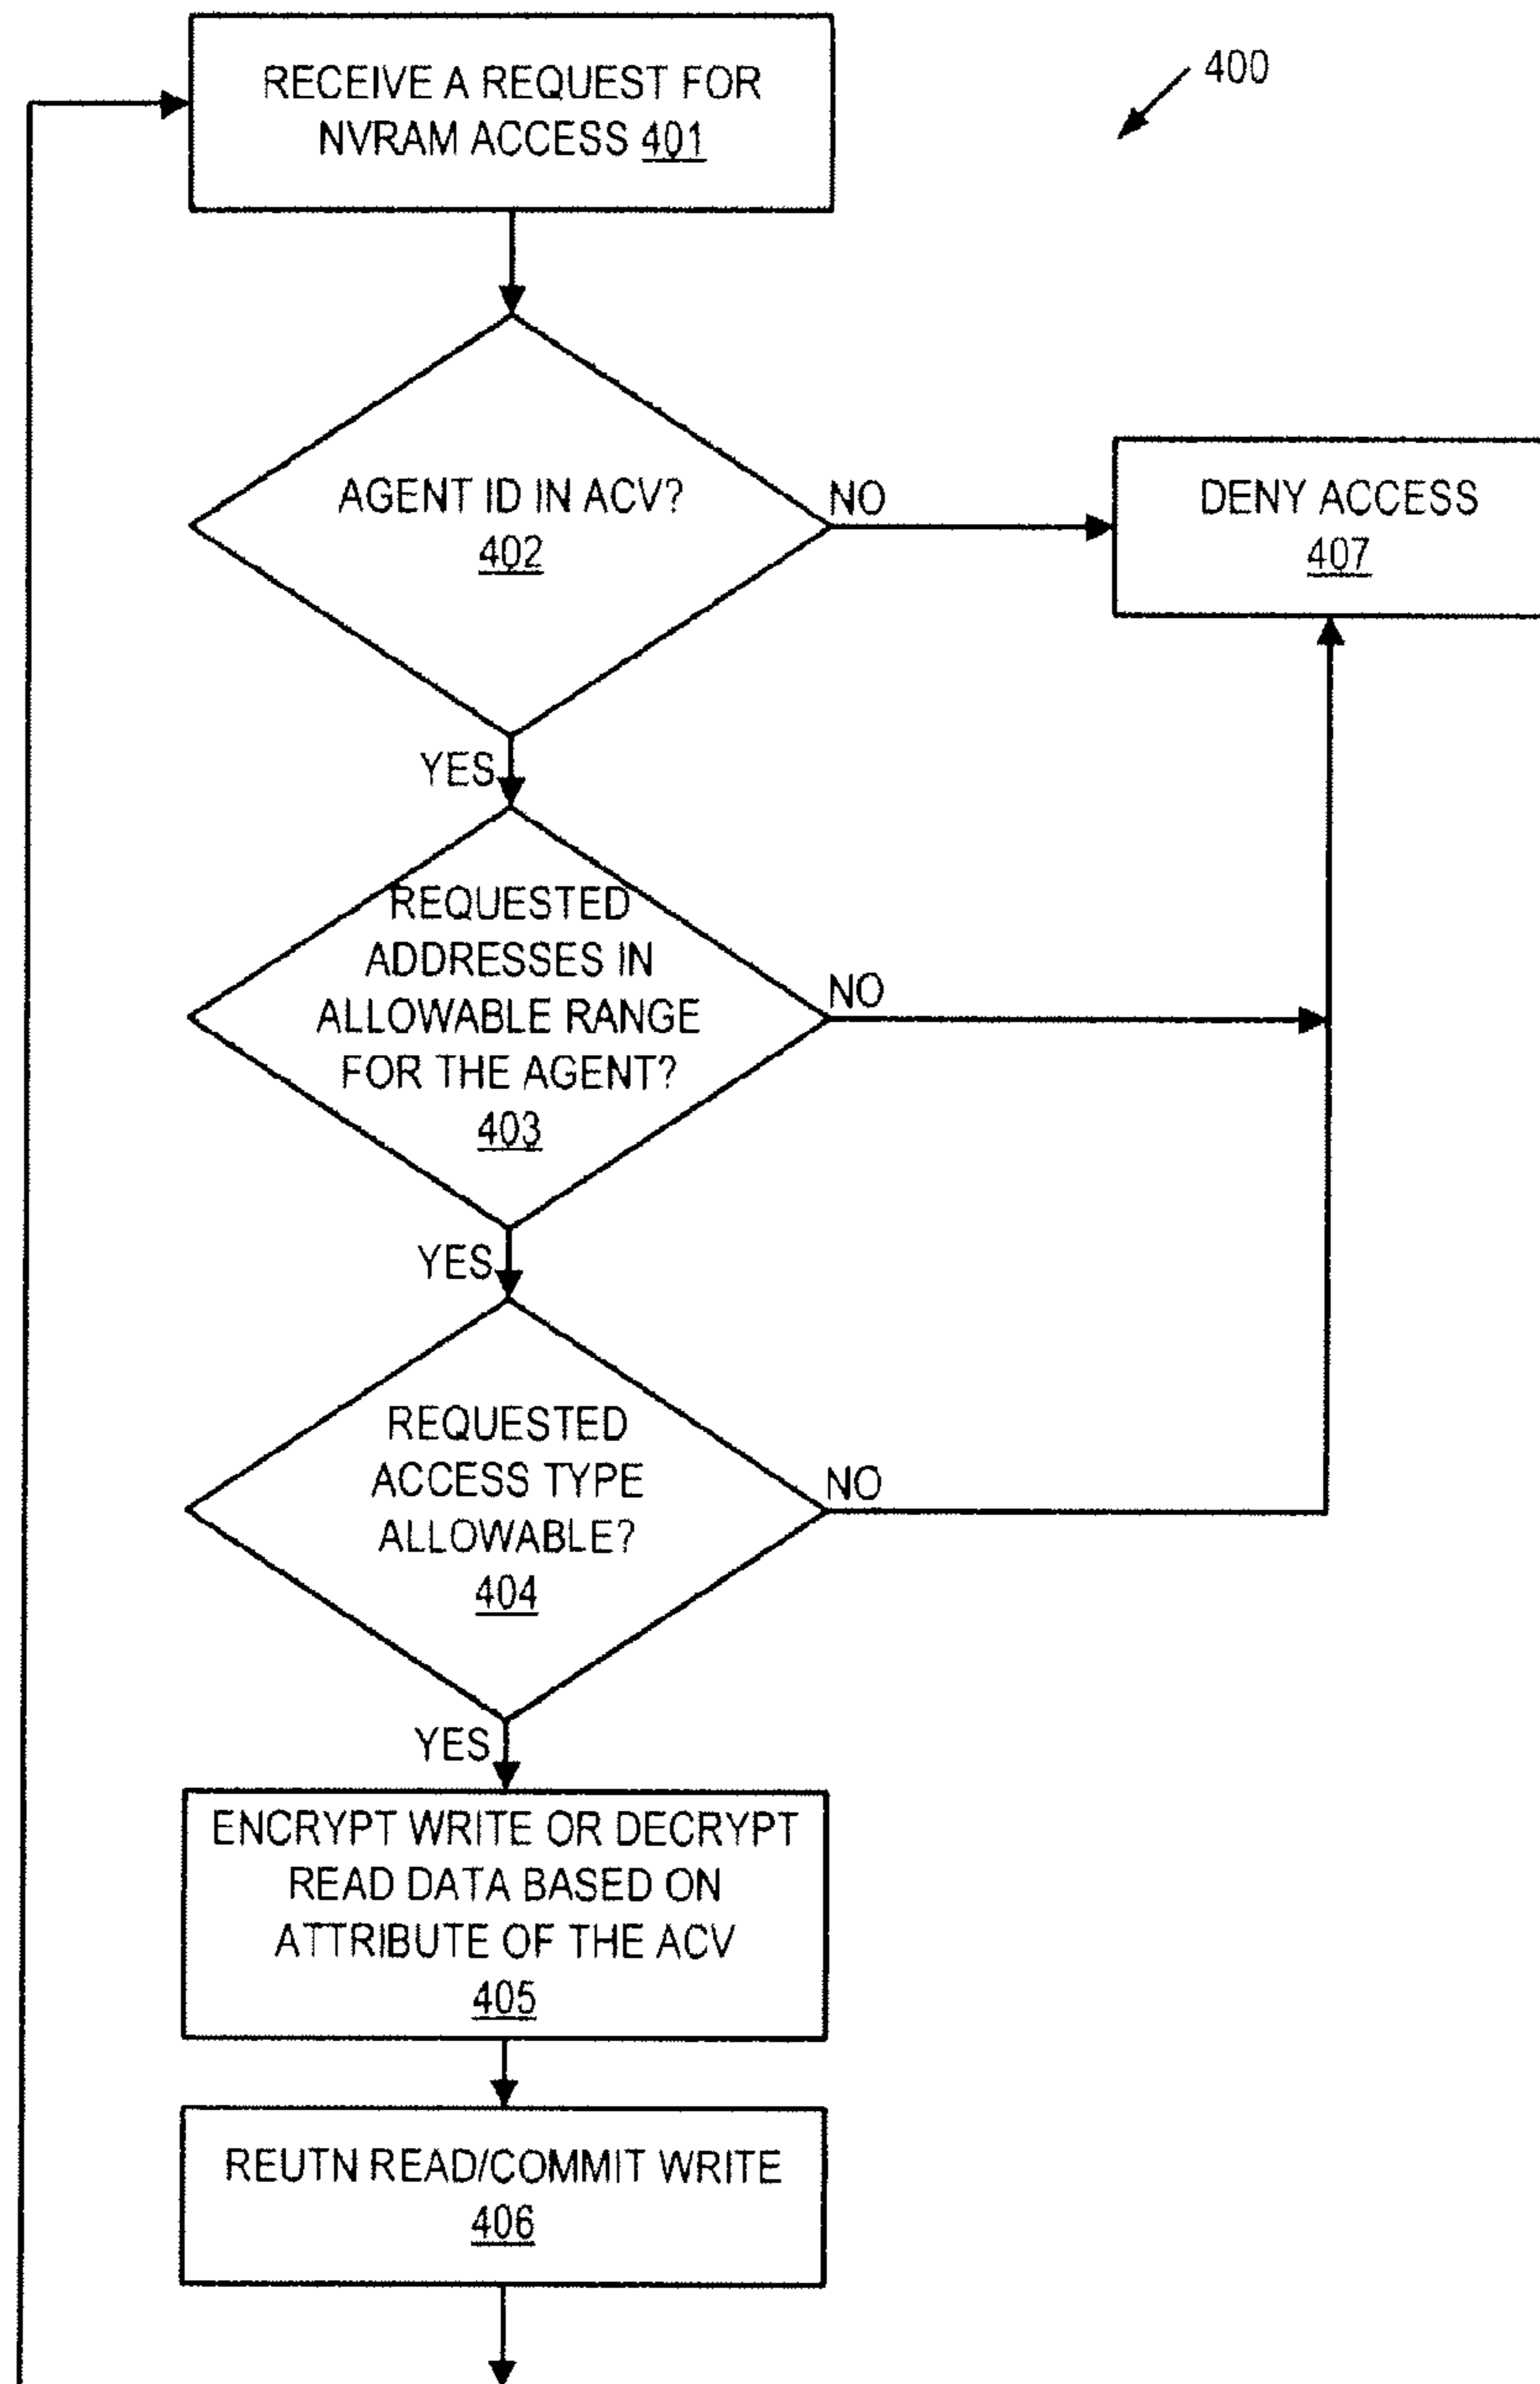 RECEIVE A REQUEST FOR
NVRAM ACCESS 401
400
AGENT ID IN ACV?
402
NO
DENY ACCESS
407
YES
REQUESTED
ADDRESSES IN
ALLOWABLE RANGE
FOR THE AGENT?
403
NO
YES
REQUESTED
ACCESS TYPE
ALLOWABLE?
404
NO
YES
ENCRYPT WRITE OR DECRYPT
READ DATA BASED ON
ATTRIBUTE OF THE ACV
405
REUTN READ/COMMIT WRITE
406